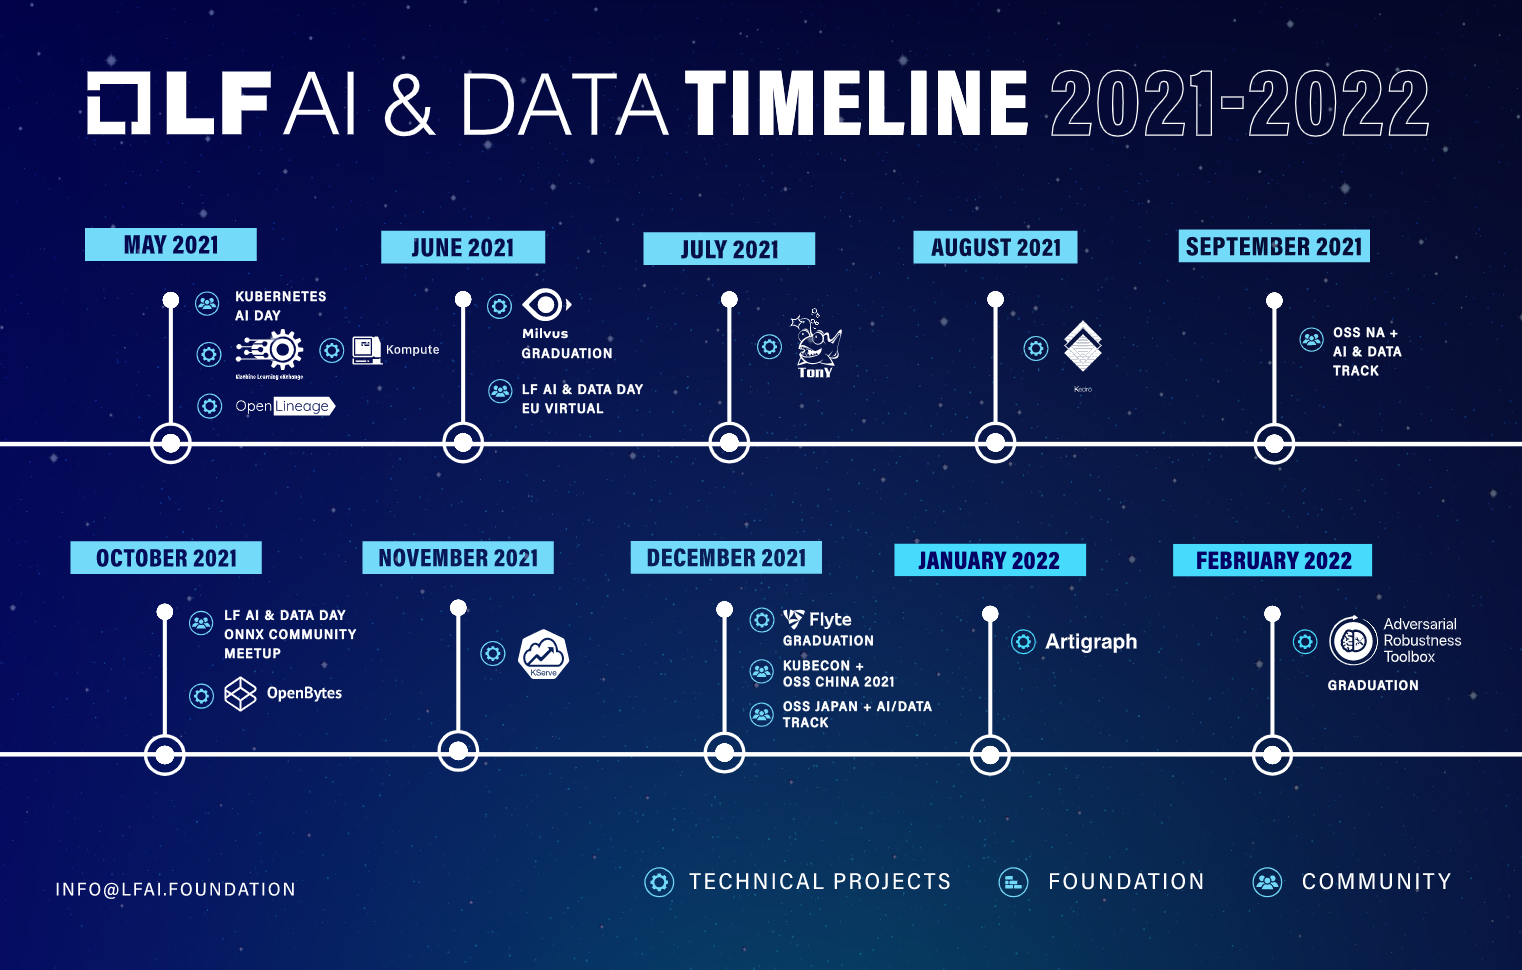 LF AI & DATA TIMELINE 2021-2022
MAY 2021
KUBERNETES
AI DAY
Machine Learning eXchange
Kompute
OpenLineage
JUNE 2021
Milvus
GRADUATION
LF AI & DATA DAY
EU VIRTUAL
JULY 2021
TonY
AUGUST 2021
Kedro
SEPTEMBER 2021
OSS NA +
AI & DATA
TRACK
OCTOBER 2021
LF AI & DATA DAY
ONNX COMMUNITY
MEETUP
OpenBytes
NOVEMBER 2021
KServe
DECEMBER 2021
Flyte
GRADUATION
KUBECON +
OSS CHINA 2021
OSS JAPAN + AI/DATA
TRACK
JANUARY 2022
Artigraph
FEBRUARY 2022
Adversarial
Robustness
Toolbox
GRADUATION
INFO@LFAI.FOUNDATION
TECHNICAL PROJECTS
FOUNDATION
COMMUNITY